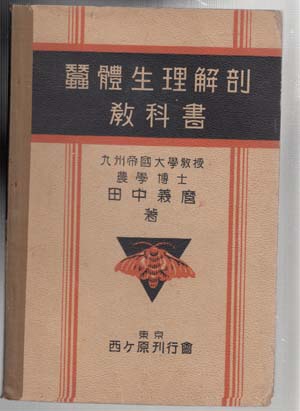 蠶體生理解剖
教科書
九州帝國大學教授
農學博士
田中義麿
著
東京
西ケ原刊行會